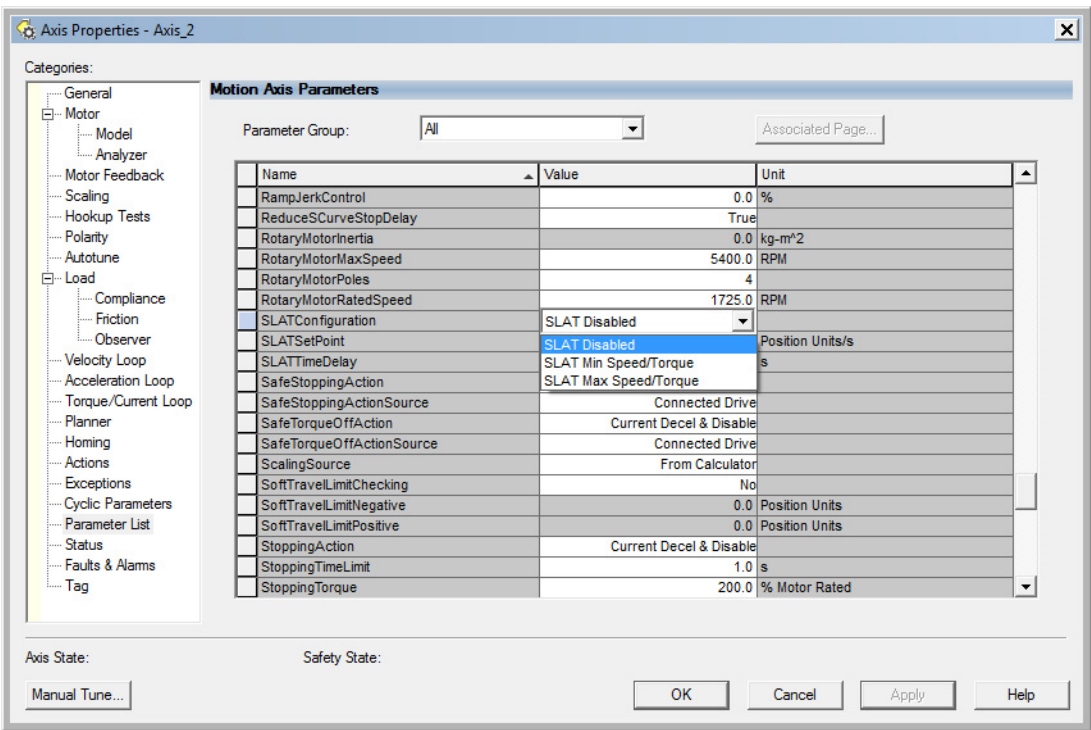 Axis Properties - Axis_2
Categories:
General
Motor
Model
Analyzer
Motor Feedback
Scaling
Hookup Tests
Polarity
Autotune
Load
Compliance
Friction
Observer
Velocity Loop
Acceleration Loop
Torque/Current Loop
Planner
Homing
Actions
Exceptions
Cyclic Parameters
Parameter List
Status
Faults & Alarms
Tag
Motion Axis Parameters
Parameter Group: All Associated Page...
Name Value Unit
RampJerkControl 0.0 %
ReduceSCurveStopDelay True
RotaryMotorInertia 0.0 kg-m^2
RotaryMotorMaxSpeed 5400.0 RPM
RotaryMotorPoles 4
RotaryMotorRatedSpeed 1725.0 RPM
SLATConfiguration SLAT Disabled
SLATSetPoint SLAT Disabled Position Units/s
SLATTimeDelay SLAT Min Speed/Torque s
SafeStoppingAction SLAT Max Speed/Torque
SafeStoppingActionSource Connected Drive
SafeTorqueOffAction Current Decel & Disable
SafeTorqueOffActionSource Connected Drive
ScalingSource From Calculator
SoftTravelLimitChecking No
SoftTravelLimitNegative 0.0 Position Units
SoftTravelLimitPositive 0.0 Position Units
StoppingAction Current Decel & Disable
StoppingTimeLimit 1.0 s
StoppingTorque 200.0 % Motor Rated
Axis State: Safety State:
Manual Tune... OK Cancel Apply Help